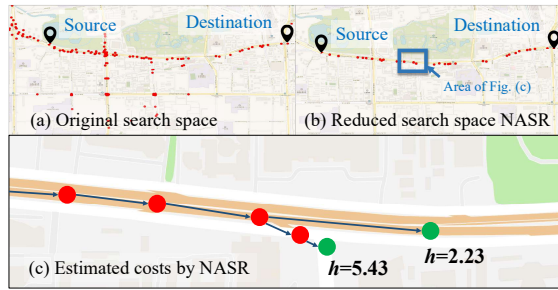 Source
Destination
Source
Destination
Area of Fig. (c)
(a) Original search space
(b) Reduced search space NASR
h=2.23
h=5.43
(c) Estimated costs by NASR